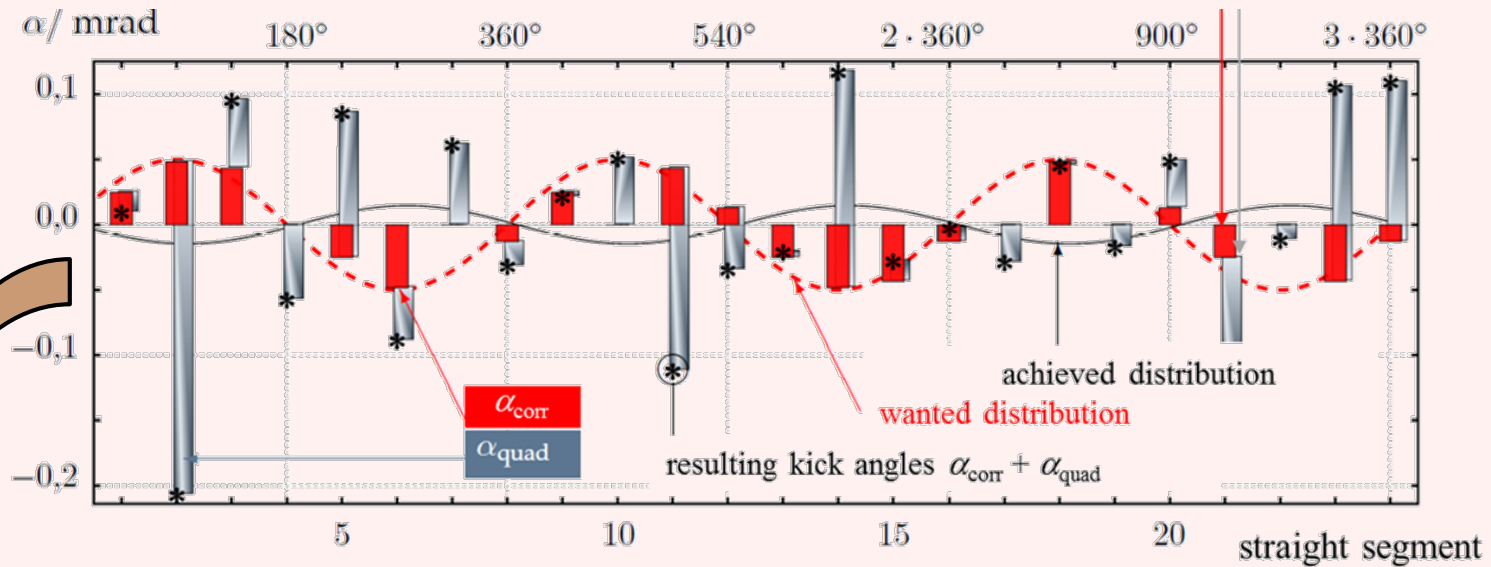 α/ mrad
180° 360° 540° 2 · 360° 900° 3 · 360°
0,1
0,0
−0,1
−0,2
achieved distribution
α_corr
wanted distribution
α_quad
resulting kick angles α_corr + α_quad
5 10 15 20
straight segment